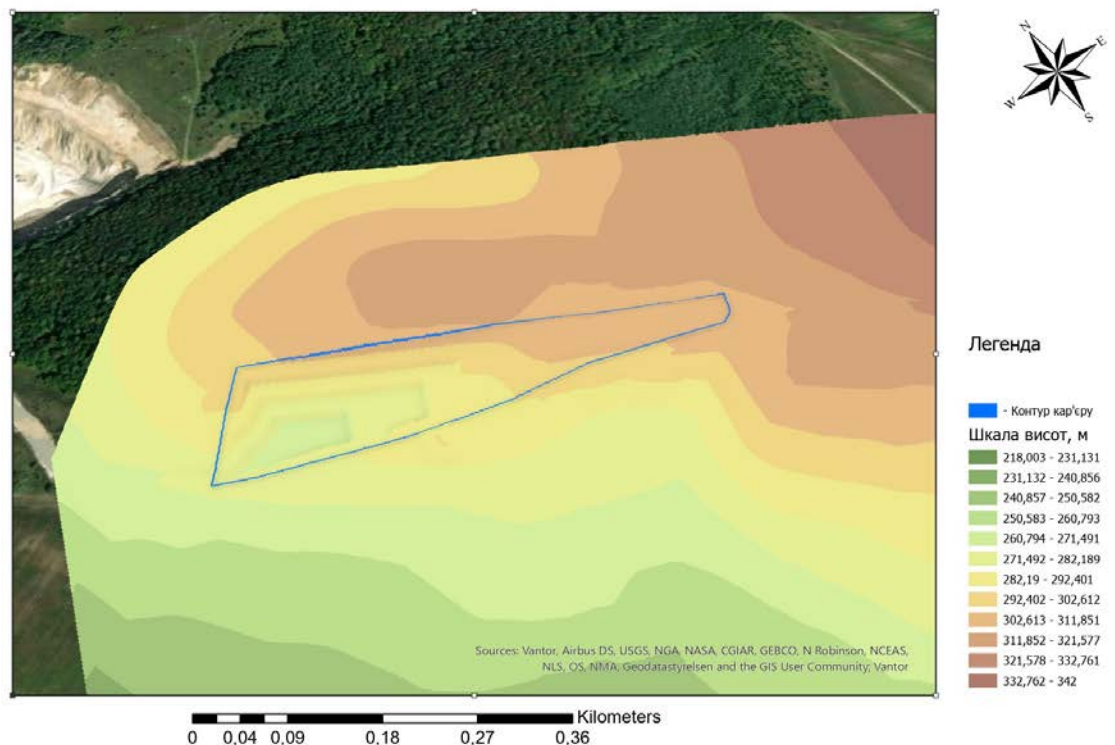 N
E
W
S
Легенда
- Контур кар'єру
Шкала висот, м
218,003 - 231,131
231,132 - 240,856
240,857 - 250,582
250,583 - 260,793
260,794 - 271,491
271,492 - 282,189
282,19 - 292,401
292,402 - 302,612
302,613 - 311,851
311,852 - 321,577
321,578 - 332,761
332,762 - 342
Sources: Vantor, Airbus DS, USGS, NGA, NASA, CGIAR, GEBCO, N Robinson, NCEAS,
NLS, OS, NMA, Geodatastyrelsen and the GIS User Community; Vantor
Kilometers
0 0,04 0,09 0,18 0,27 0,36